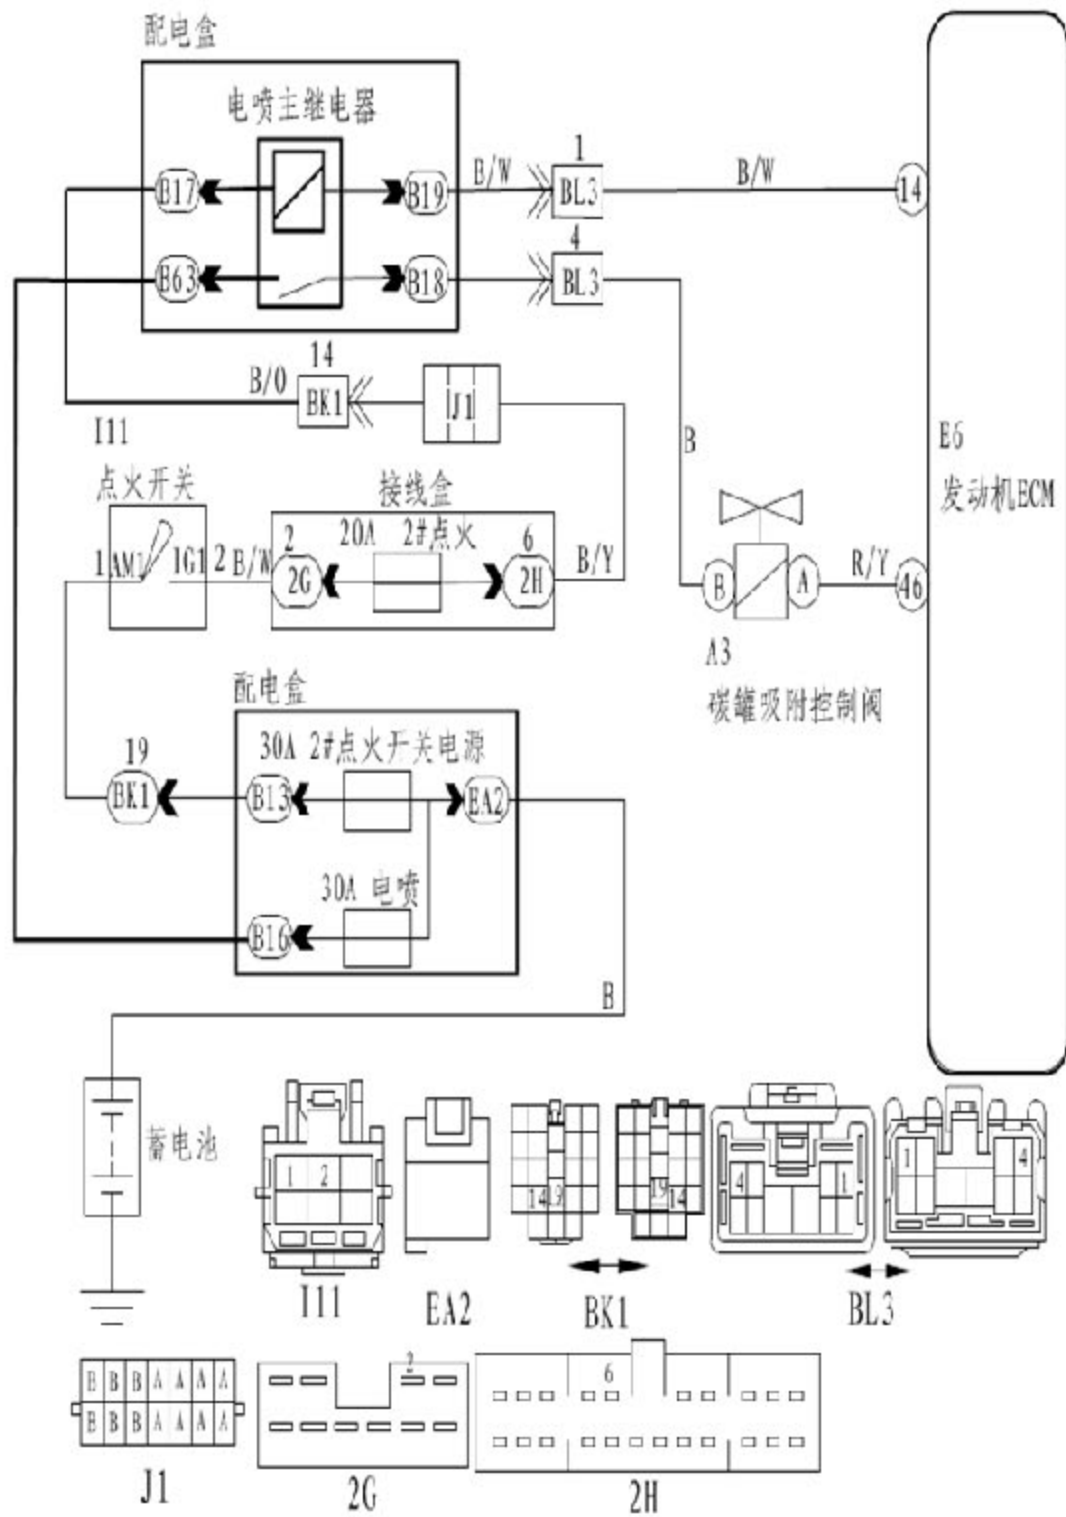 配电盒
电喷主继电器
B17
B19
B/W
1
BL3
B/W
14
E63
B18
4
BL3
B/O
14
BK1
J1
B
I11
点火开关
1
AM1
IG1
2
B/W
接线盒
2
2G
20A 2#点火
6
2H
B/Y
E6
发动机ECM
B
A
R/Y
46
A3
碳罐吸附控制阀
配电盒
19
BK1
30A 2#点火开关电源
B13
EA2
30A 电喷
B16
B
蓄电池
1 2
14 19
19 14
4 1
1 4
I11
EA2
BK1
BL3
B B B A A A A
B B B A A A A
2
6
J1
2G
2H